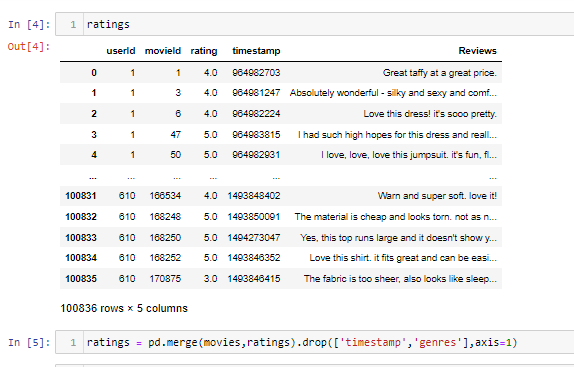 In [4]: 1 ratings
Out[4]:
userId movieId rating timestamp Reviews
0 1 1 4.0 964982703 Great taffy at a great price.
1 1 3 4.0 964981247 Absolutely wonderful - silky and sexy and comf...
2 1 6 4.0 964982224 Love this dress! it's sooo pretty.
3 1 47 5.0 964983815 I had such high hopes for this dress and reall...
4 1 50 5.0 964982931 I love, love, love this jumpsuit. it's fun, fl...
... ... ... ... ... ...
100831 610 166534 4.0 1493848402 Warn and super soft. love it!
100832 610 168248 5.0 1493850091 The material is cheap and looks torn. not as n...
100833 610 168250 5.0 1494273047 Yes, this top runs large and it doesn't show y...
100834 610 168252 5.0 1493846352 Love this shirt. it fits great and can be easi...
100835 610 170875 3.0 1493846415 The fabric is too sheer, also looks like sleep...
100836 rows × 5 columns
In [5]: 1 ratings = pd.merge(movies,ratings).drop(['timestamp','genres'],axis=1)